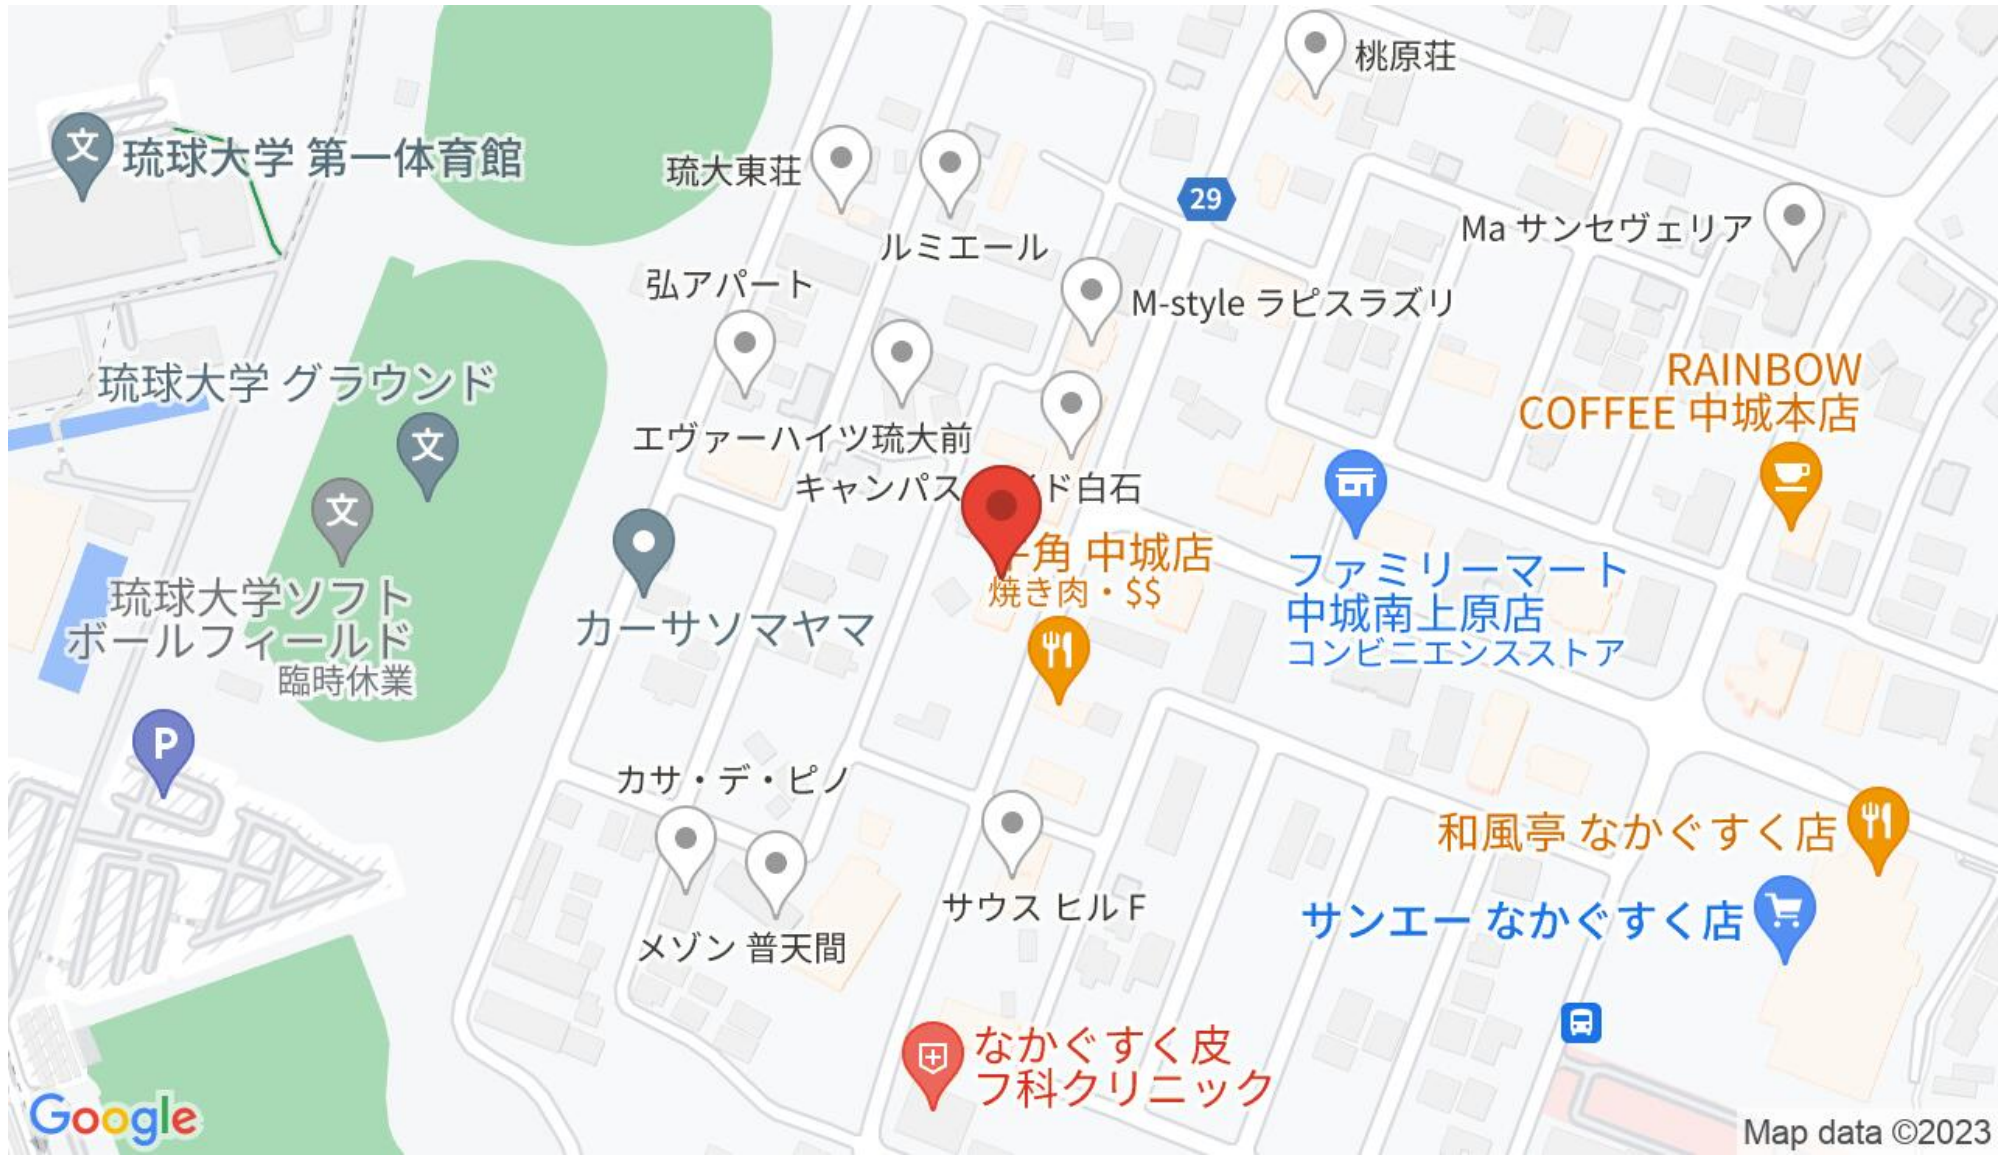 桃原荘
文
琉球大学 第一体育館
琉大東荘
29
ルミエール
Ma サンセヴェリア
弘アパート
M-style ラピスラズリ
琉球大学 グラウンド
文
RAINBOW
COFFEE 中城本店
エヴァーハイツ琉大前
キャンパス
ド白石
文
角 中城店
焼き肉・$$
ファミリーマート
中城南上原店
コンビニエンスストア
琉球大学ソフト
ボールフィールド
臨時休業
カーサソマヤマ
P
カサ・デ・ピノ
和風亭 なかぐすく店
サウス ヒル F
サンエー なかぐすく店
メゾン 普天間
なかぐすく皮
フ科クリニック
Google
Map data ©2023